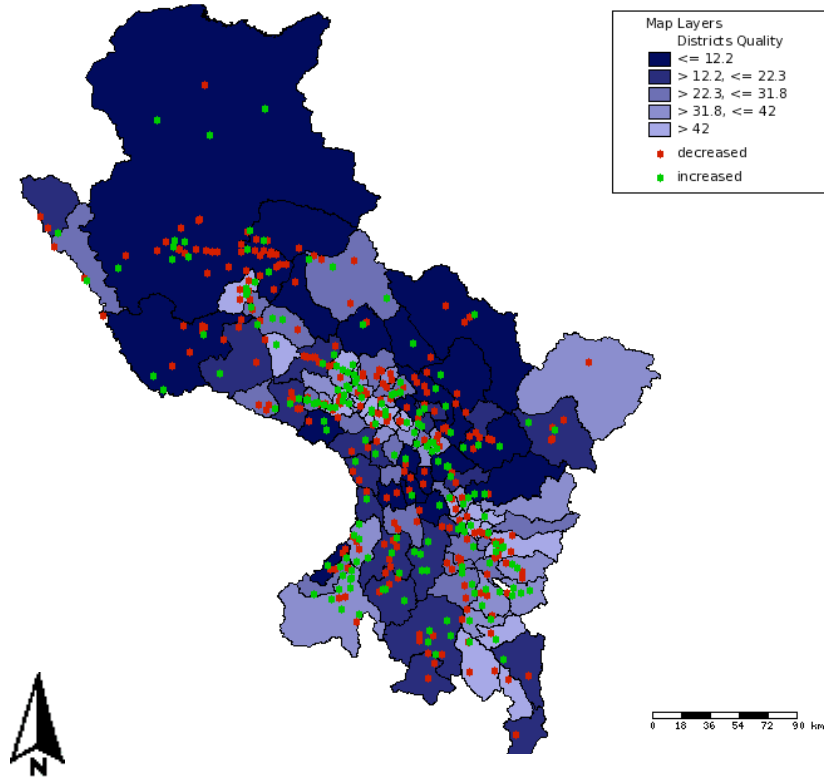 Map Layers
Districts Quality
<= 12.2
> 12.2, <= 22.3
> 22.3, <= 31.8
> 31.8, <= 42
> 42
decreased
increased
0 18 36 54 72 90 km
N